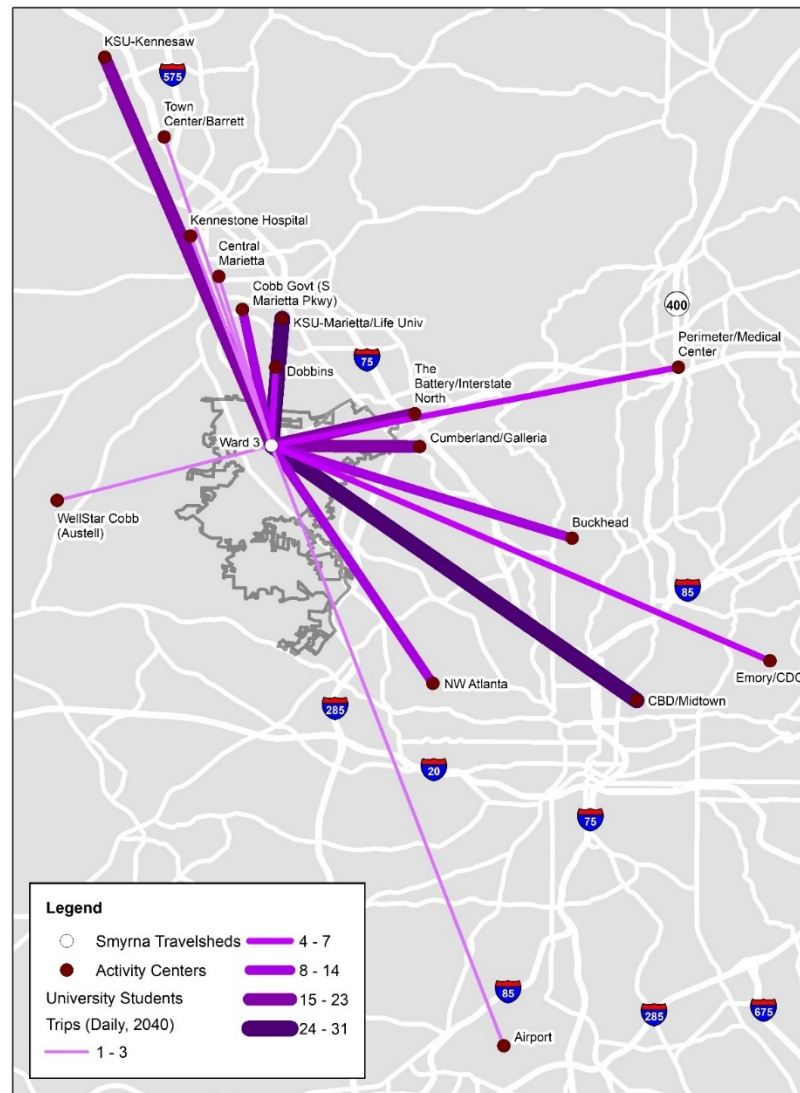 KSU-Kennesaw
575
Town
Center/Barrett
Kennestone Hospital
Central
Marietta
Cobb Govt (S
Marietta Pkwy)
KSU-Marietta/Life Univ
400
Perimeter/Medical
Center
75
Dobbins
The
Battery/Interstate
North
Ward 3
Cumberland/Galleria
WellStar Cobb
(Austell)
Buckhead
85
Emory/CDC
NW Atlanta
CBD/Midtown
285
20
75
Legend
Smyrna Travelsheds
Activity Centers
University Students
Trips (Daily, 2040)
1 - 3
4 - 7
8 - 14
15 - 23
24 - 31
85
285
675
Airport